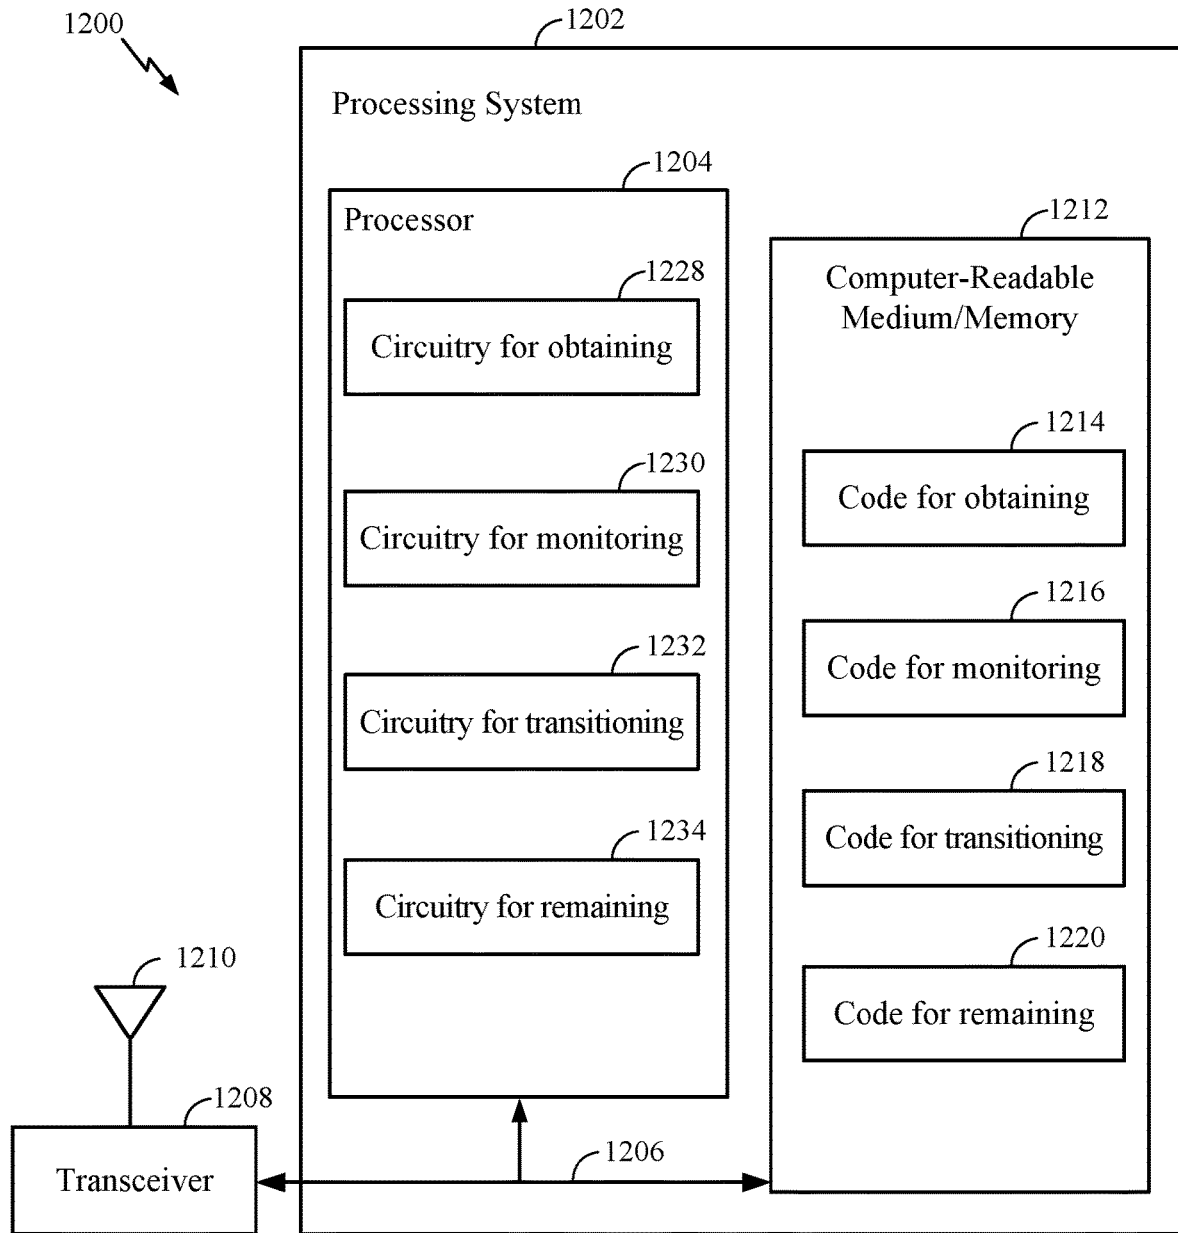 1200
1202
Processing System
1204
Processor
1228
Circuitry for obtaining
1230
Circuitry for monitoring
1232
Circuitry for transitioning
1234
Circuitry for remaining
1212
Computer-Readable
Medium/Memory
1214
Code for obtaining
1216
Code for monitoring
1218
Code for transitioning
1220
Code for remaining
1210
1208
Transceiver
1206